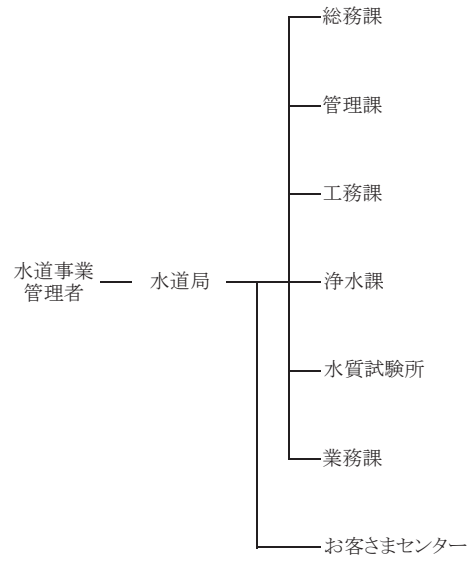 総務課
管理課
工務課
水道事業
管理者
水道局
浄水課
水質試験所
業務課
お客さまセンター